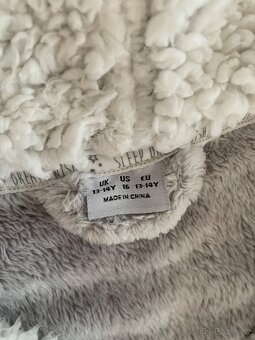 SLEEP
UK US EU
13-14Y 16 13-14Y
MADE IN CHINA